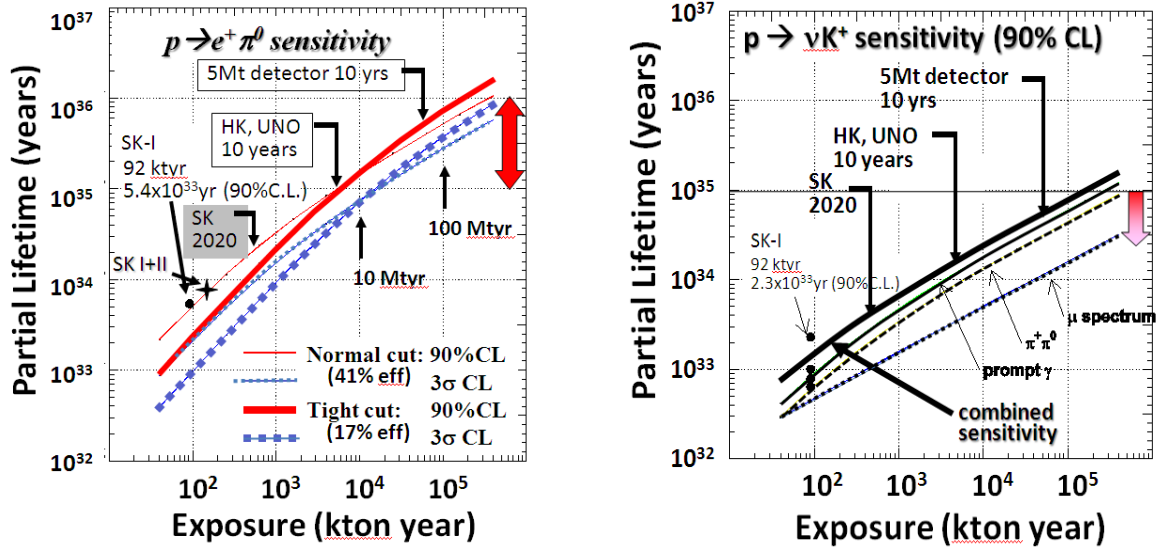 p→e⁺π⁰ sensitivity
5Mt detector 10 yrs
HK, UNO
10 years
SK-I
92 ktyr
5.4x10³³yr (90%C.L.)
SK
2020
SK I+II
100 Mtyr
10 Mtyr
Normal cut: 90%CL
(41% eff) 3σ CL
Tight cut: 90%CL
(17% eff) 3σ CL
Partial Lifetime (years)
10³⁷
10³⁶
10³⁵
10³⁴
10³³
10³²
10² 10³ 10⁴ 10⁵
Exposure (kton year)
p → νK⁺ sensitivity (90% CL)
5Mt detector
10 yrs
HK, UNO
10 years
SK
2020
SK-I
92 ktyr
2.3x10³³yr (90%C.L.)
μ spectrum
π⁺π⁰
prompt γ
combined
sensitivity
Partial Lifetime (years)
10³⁷
10³⁶
10³⁵
10³⁴
10³³
10³²
10² 10³ 10⁴ 10⁵
Exposure (kton year)